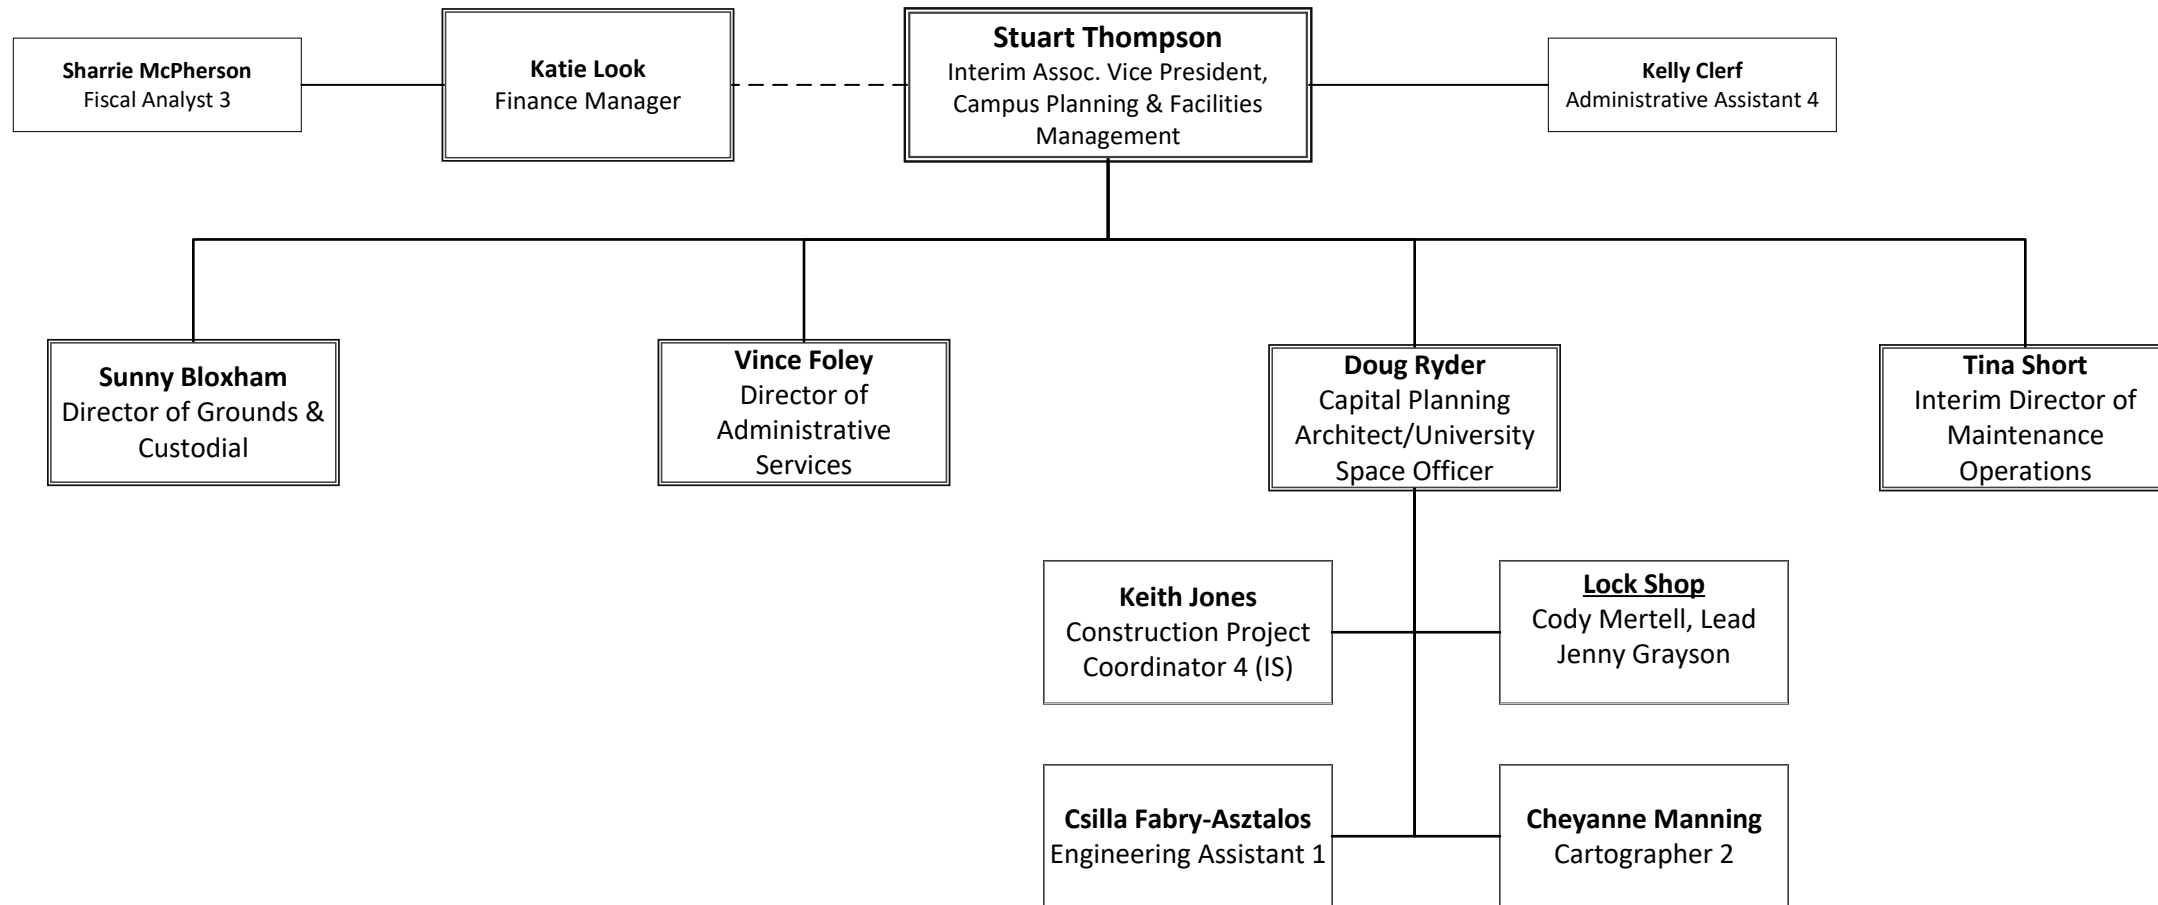 Sharrie McPherson
Fiscal Analyst 3
Katie Look
Finance Manager
Stuart Thompson
Interim Assoc. Vice President,
Campus Planning & Facilities
Management
Kelly Clerf
Administrative Assistant 4
Sunny Bloxham
Director of Grounds &
Custodial
Vince Foley
Director of
Administrative
Services
Doug Ryder
Capital Planning
Architect/University
Space Officer
Tina Short
Interim Director of
Maintenance
Operations
Keith Jones
Construction Project
Coordinator 4 (IS)
Lock Shop
Cody Mertell, Lead
Jenny Grayson
Csilla Fabry-Asztalos
Engineering Assistant 1
Cheyanne Manning
Cartographer 2